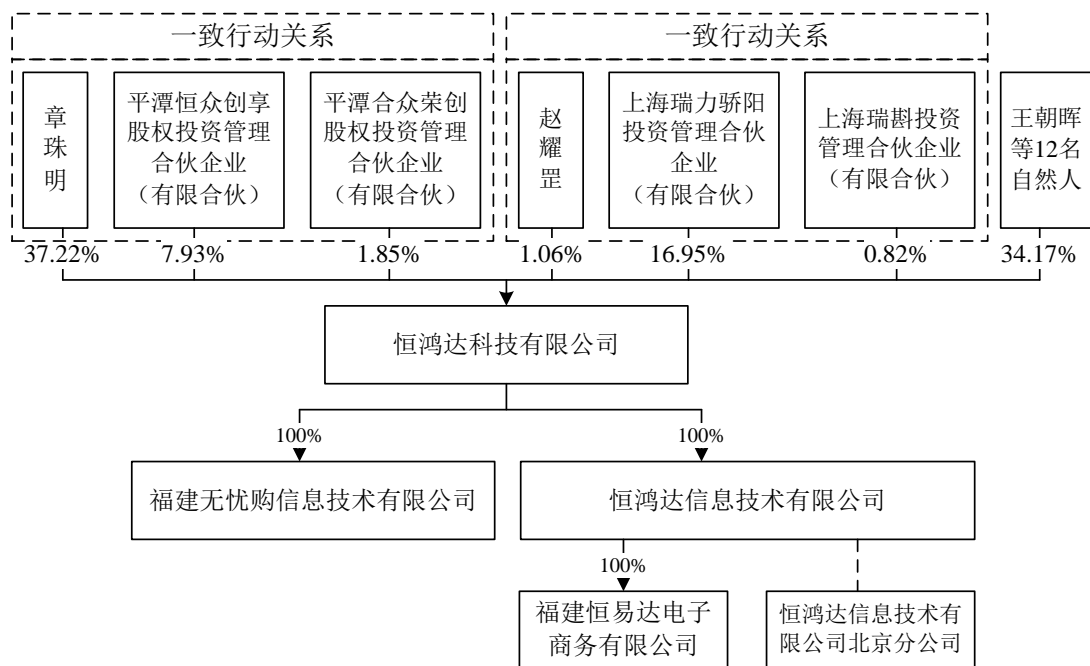 一致行动关系
一致行动关系
章
珠
明
平潭恒众创享
股权投资管理
合伙企业
（有限合伙）
平潭合众荣创
股权投资管理
合伙企业
（有限合伙）
赵
耀
罡
上海瑞力骄阳
投资管理合伙
企业
（有限合伙）
上海瑞斟投资
管理合伙企业
（有限合伙）
王朝晖
等12名
自然人
37.22%
7.93%
1.85%
1.06%
16.95%
0.82%
34.17%
恒鸿达科技有限公司
100%
100%
福建无忧购信息技术有限公司
恒鸿达信息技术有限公司
100%
福建恒易达电子
商务有限公司
恒鸿达信息技术有
限公司北京分公司